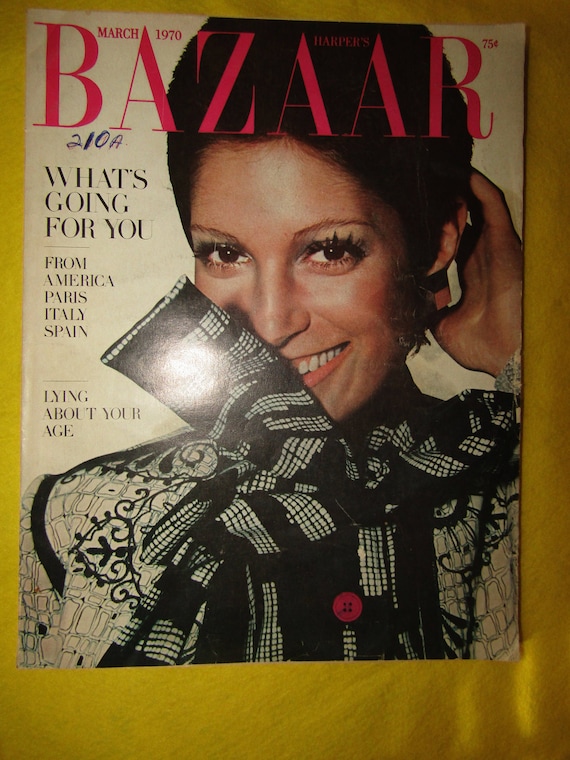 MARCH 1970
HARPER'S
75¢
BAZAAR
210A
WHAT'S
GOING
FOR YOU
FROM
AMERICA
PARIS
ITALY
SPAIN
LYING
ABOUT YOUR
AGE